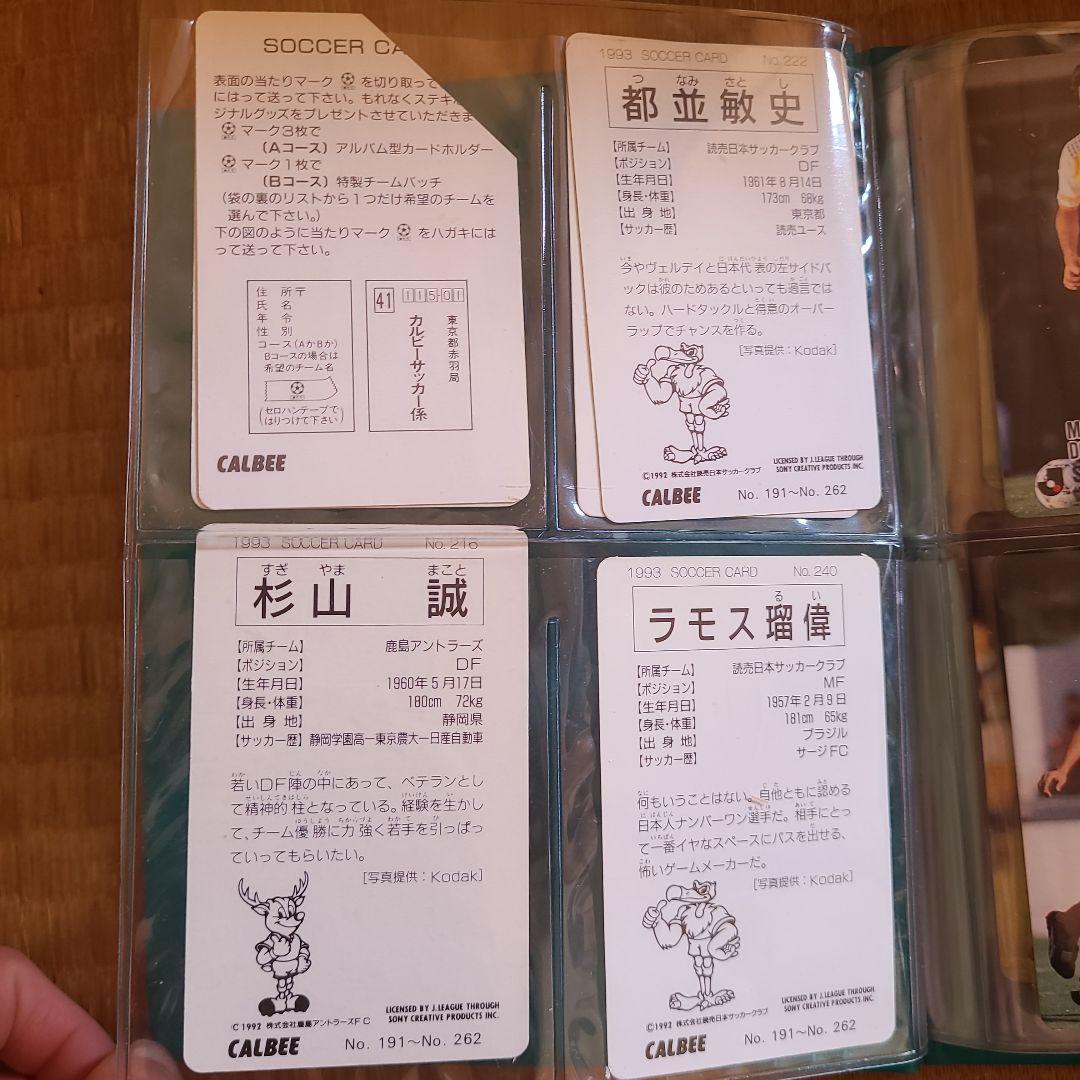 SOCCER CA
表面の当たりマーク を切り取って
にはって送って下さい。もれなくステキ
ジナルグッズをプレゼントさせていただきま
マーク3枚で
(Aコース) アルバム型カードホルダー
マーク1枚で
(Bコース) 特製チームバッチ
(袋の裏のリストから1つだけ希望のチームを
選んで下さい。)
下の図のように当たりマーク をハガキには
って送って下さい。
住所〒
氏名
年令
性別
コース(AかBか)
Bコースの場合は
希望のチーム名
(セロハンテープで
はりつけて下さい)
41 115-01
東京都赤羽局
カルビーサッカー係
CALBEE
1993 SOCCER CARD No.222
つ なみ さと し
都並敏史
【所属チーム】 読売日本サッカークラブ
【ポジション】 DF
【生年月日】 1961年8月14日
【身長・体重】 173cm 68kg
【出身地】 東京都
【サッカー歴】 読売ユース
今やヴェルディと日本代表の左サイドバ
ックは彼のためあるといっても過言では
ない。ハードタックルと得意のオーバー
ラップでチャンスを作る。
[写真提供：Kodak]
©1992 株式会社読売日本サッカークラブ
LICENSED BY J.LEAGUE THROUGH
SONY CREATIVE PRODUCTS INC.
CALBEE No. 191〜No. 262
1993 SOCCER CARD No.216
すぎ やま まこと
杉山 誠
【所属チーム】 鹿島アントラーズ
【ポジション】 DF
【生年月日】 1960年5月17日
【身長・体重】 180cm 72kg
【出身地】 静岡県
【サッカー歴】 静岡学園高ー東京農大ー日産自動車
若いDF陣の中にあって、ベテランとし
て精神的柱となっている。経験を生かし
て、チーム優勝に力強く若手を引っぱっ
ていってもらいたい。
[写真提供：Kodak]
©1992 株式会社鹿島アントラーズFC
LICENSED BY J.LEAGUE THROUGH
SONY CREATIVE PRODUCTS INC.
CALBEE No. 191〜No. 262
1993 SOCCER CARD No.240
る い
ラモス瑠偉
【所属チーム】 読売日本サッカークラブ
【ポジション】 MF
【生年月日】 1957年2月9日
【身長・体重】 181cm 65kg
【出身地】 ブラジル
【サッカー歴】 サージFC
何もいうことはない。自他ともに認める
日本人ナンバーワン選手だ。相手にとっ
て一番イヤなスペースにパスを出せる、
怖いゲームメーカーだ。
[写真提供：Kodak]
©1992 株式会社読売日本サッカークラブ
LICENSED BY J.LEAGUE THROUGH
SONY CREATIVE PRODUCTS INC.
CALBEE No. 191〜No. 262